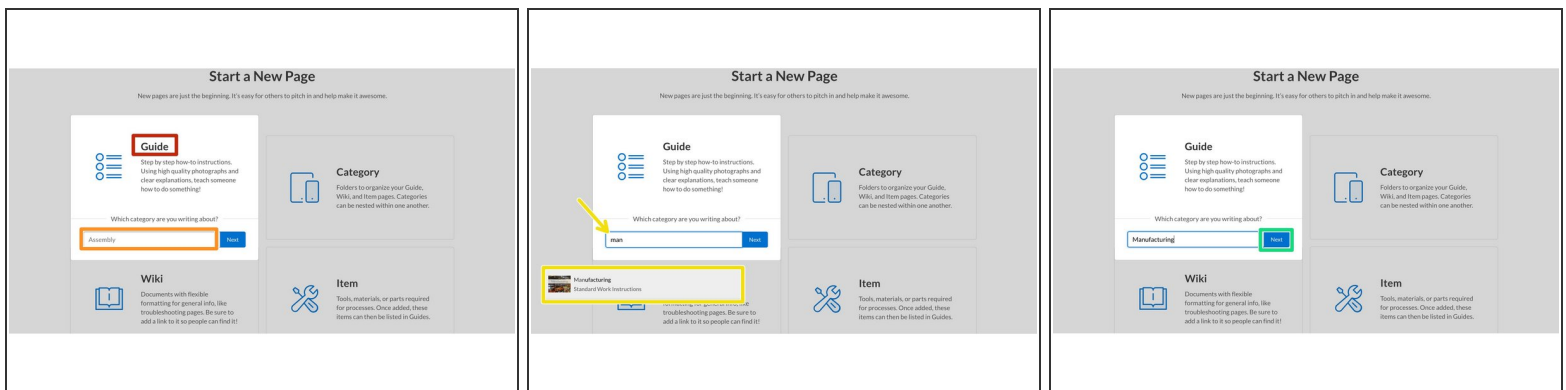 Start a New Page
New pages are just the beginning. It's easy for others to pitch in and help make it awesome.
Guide
Step by step how-to instructions.
Using high quality photographs and
clear explanations, teach someone
how to do something!
Which category are you writing about?
Assembly
Next
Category
Folders to organize your Guide,
Wiki, and Item pages. Categories
can be nested within one another.
Wiki
Documents with flexible
formatting for general info, like
troubleshooting pages. Be sure to
add a link to it so people can find it!
Item
Tools, materials, or parts required
for processes. Once added, these
items can then be listed in Guides.
Start a New Page
New pages are just the beginning. It's easy for others to pitch in and help make it awesome.
Guide
Step by step how-to instructions.
Using high quality photographs and
clear explanations, teach someone
how to do something!
Which category are you writing about?
man
Next
Manufacturing
Standard Work Instructions
troubleshooting pages. Be sure to
add a link to it so people can find it!
Category
Folders to organize your Guide,
Wiki, and Item pages. Categories
can be nested within one another.
Item
Tools, materials, or parts required
for processes. Once added, these
items can then be listed in Guides.
Start a New Page
New pages are just the beginning. It's easy for others to pitch in and help make it awesome.
Guide
Step by step how-to instructions.
Using high quality photographs and
clear explanations, teach someone
how to do something!
Which category are you writing about?
Manufacturing
Next
Category
Folders to organize your Guide,
Wiki, and Item pages. Categories
can be nested within one another.
Wiki
Documents with flexible
formatting for general info, like
troubleshooting pages. Be sure to
add a link to it so people can find it!
Item
Tools, materials, or parts required
for processes. Once added, these
items can then be listed in Guides.